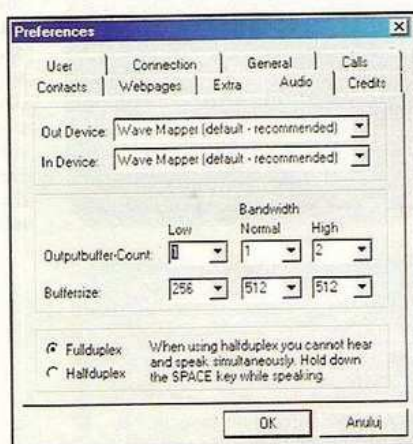 Preferences
User Connection General Calls
Contacts Webpages Extra Audio Credits
Out Device: Wave Mapper (default - recommended)
In Device: Wave Mapper (default - recommended)
Bandwidth
Low Normal High
Outputbuffer-Count: 1 1 2
Buffersize: 256 512 512
Fullduplex
Halfduplex
When using halfduplex you cannot hear
and speak simultaneously. Hold down
the SPACE key while speaking.
OK Anuluj